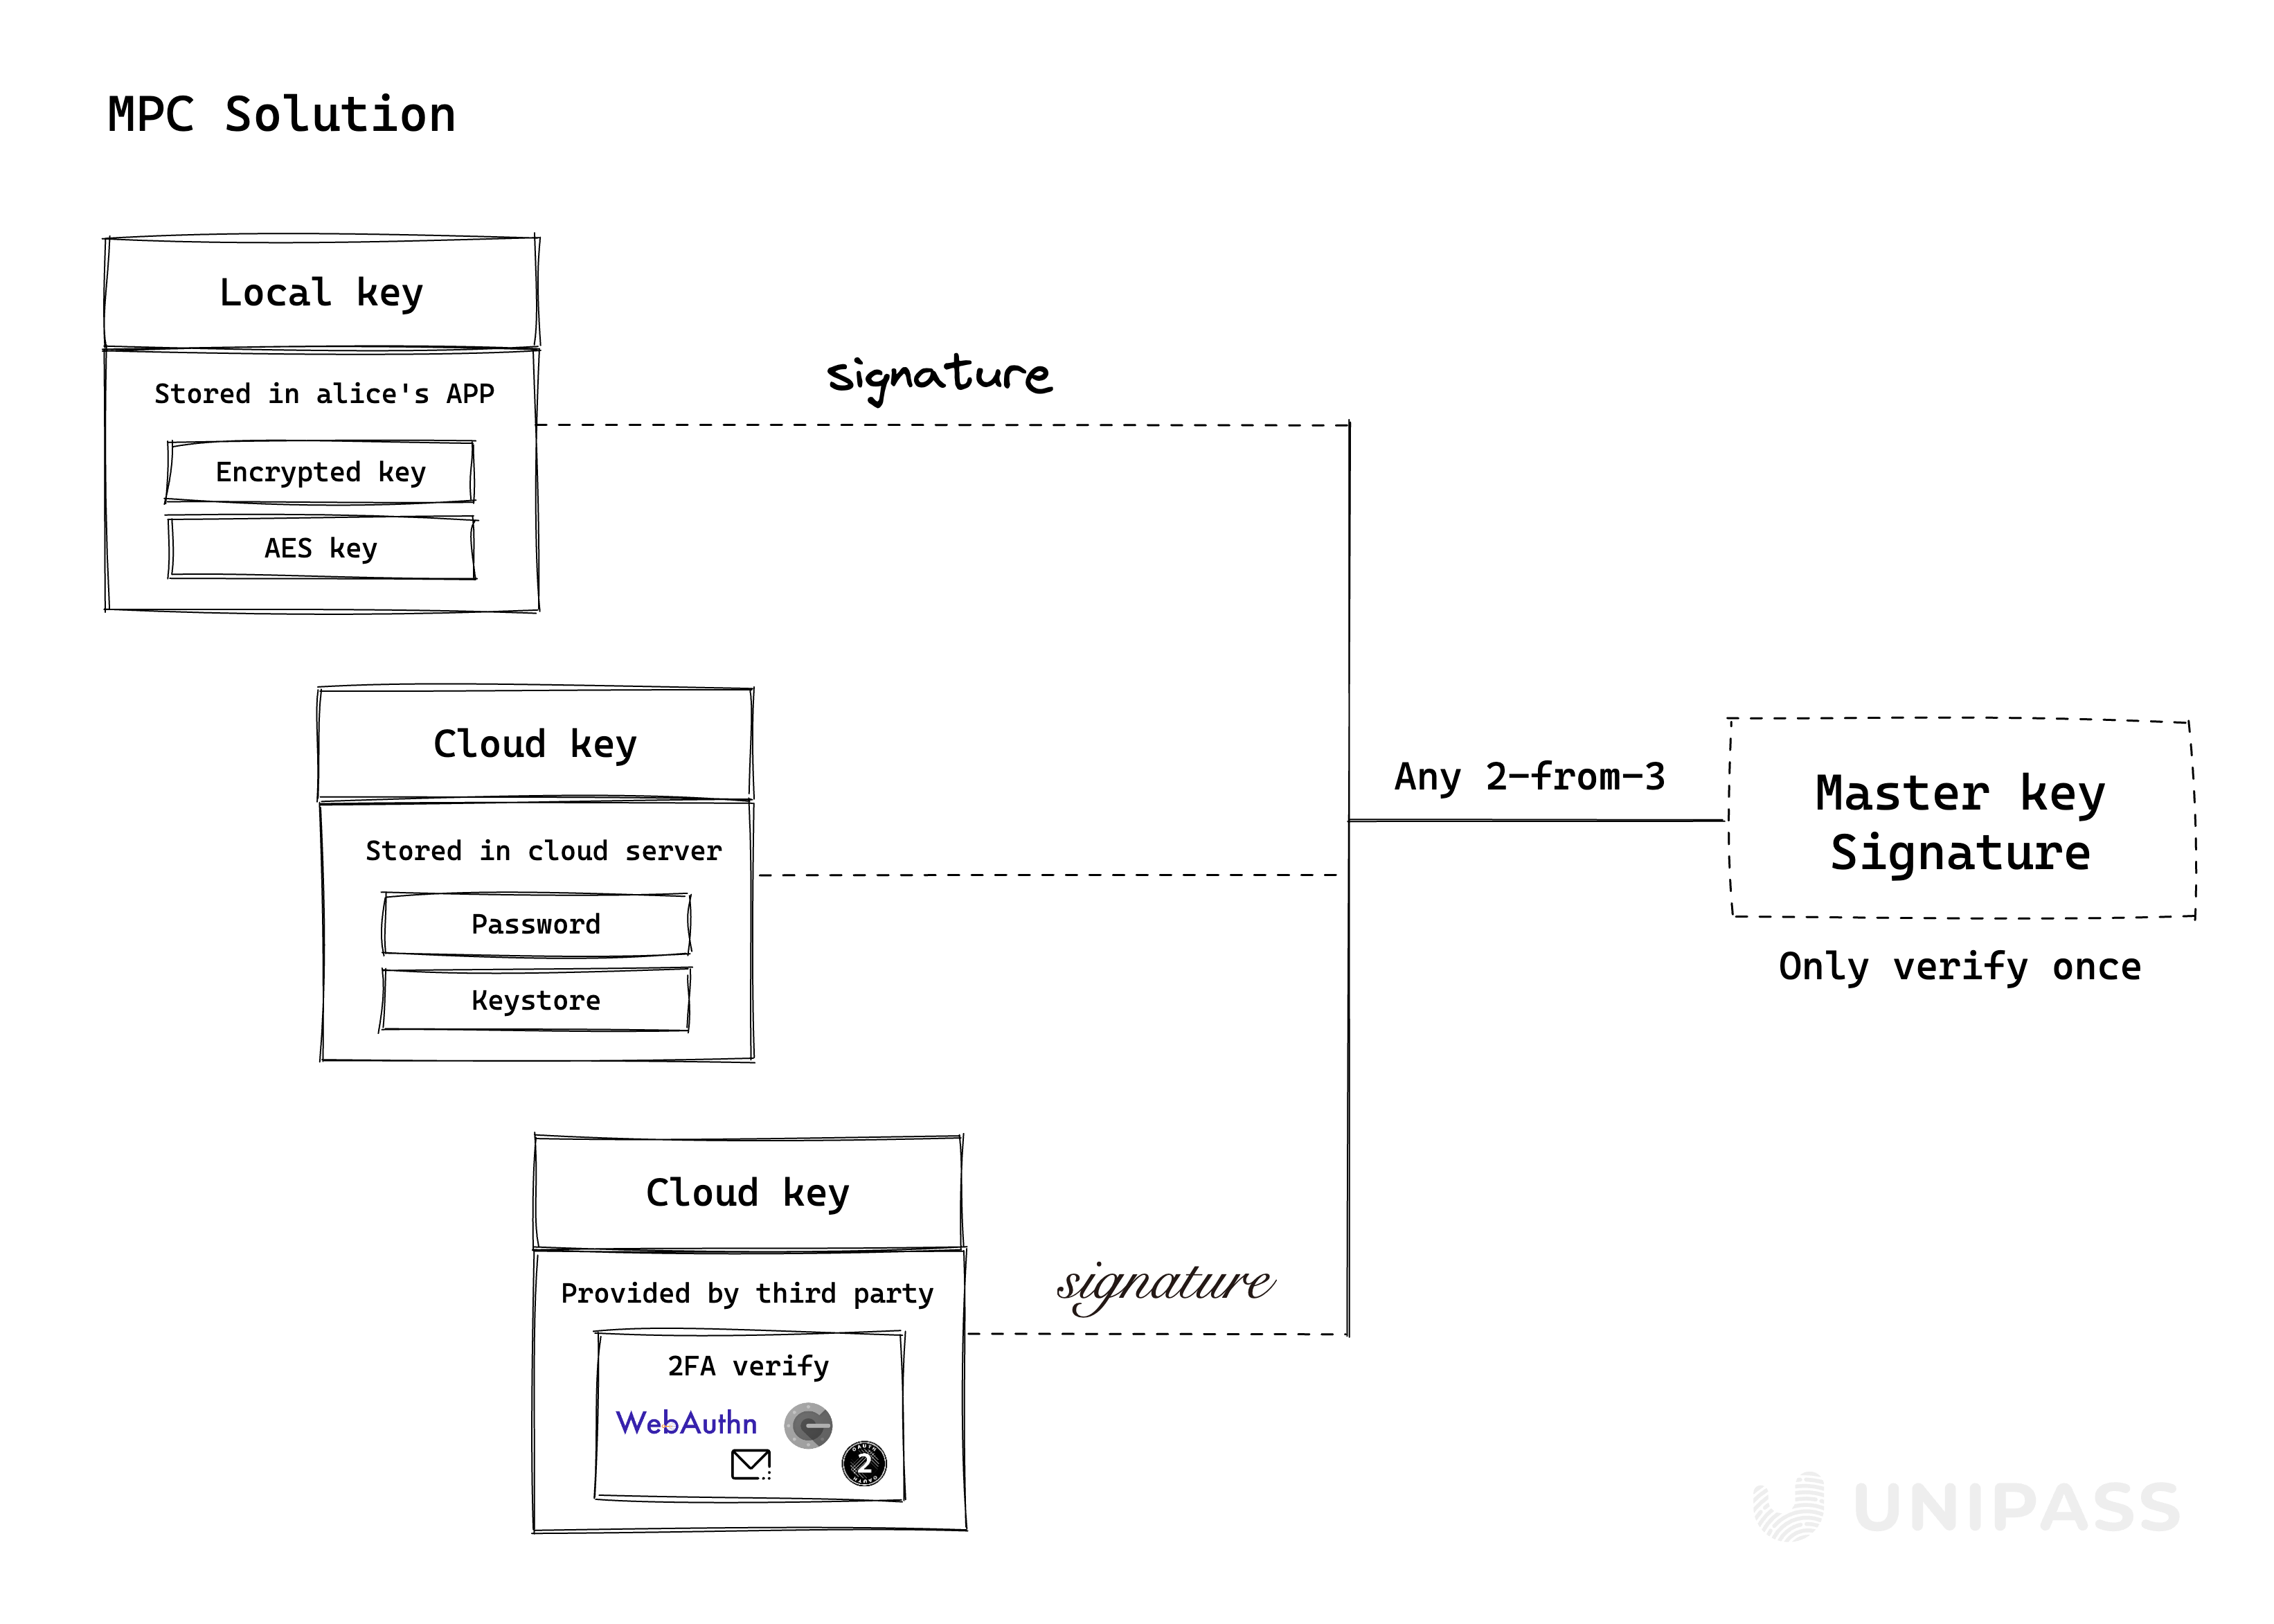 MPC Solution
Local key
Stored in alice's APP
Encrypted key
AES key
signature
Cloud key
Stored in cloud server
Password
Keystore
Any 2-from-3
Master key
Signature
Only verify once
Cloud key
Provided by third party
2FA verify
WebAuthn
OAUTH
2
signature
UNIPASS